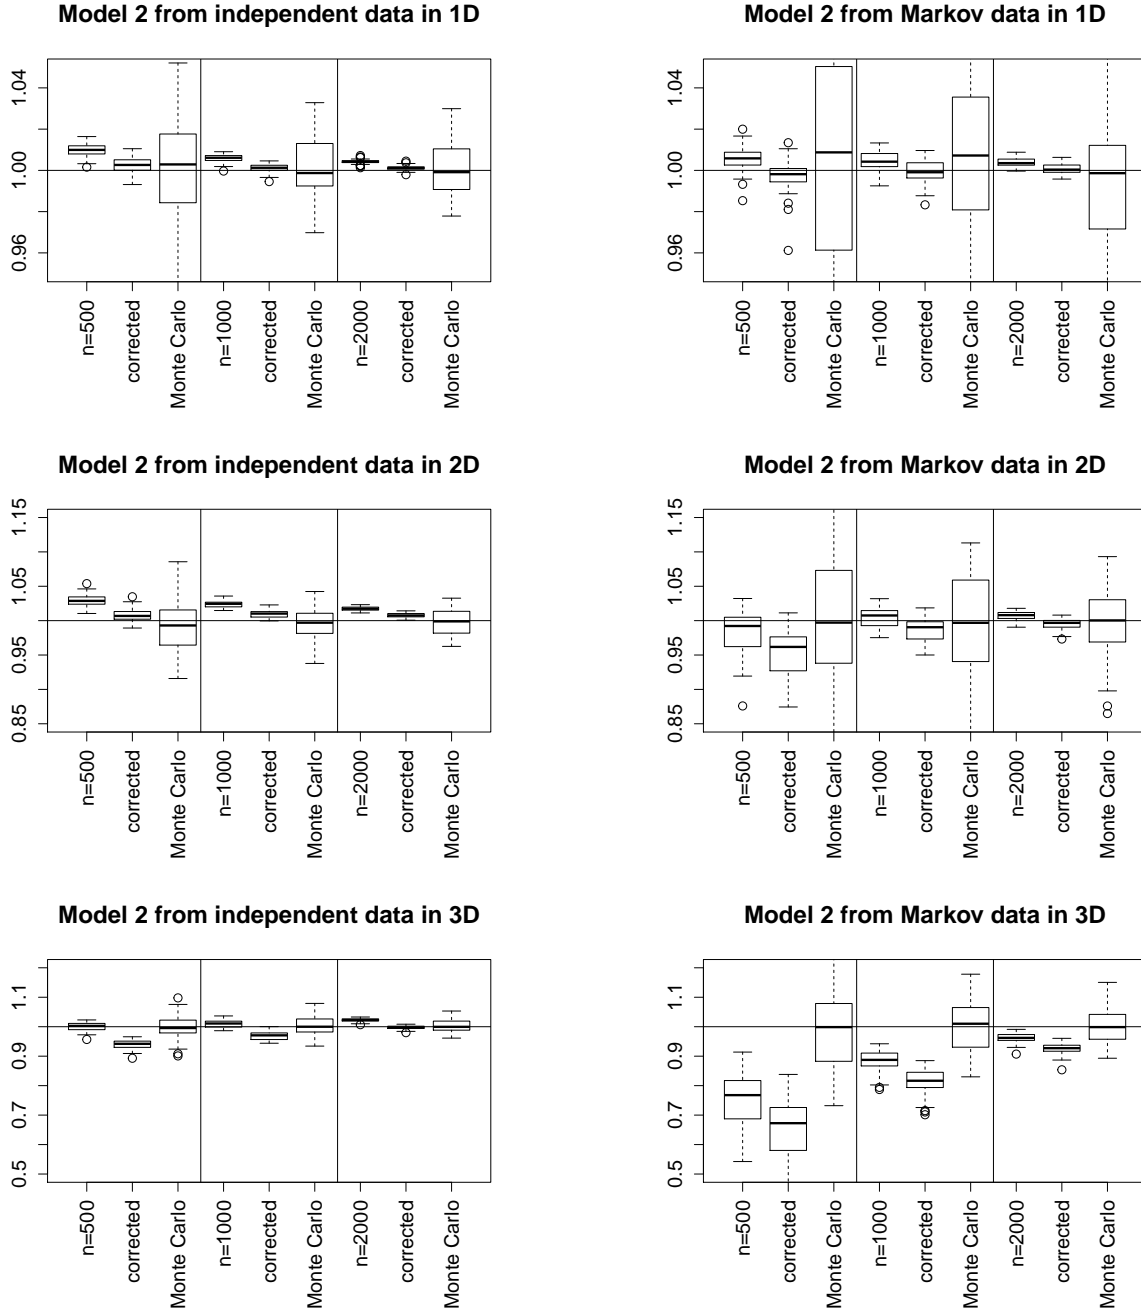 Model 2 from independent data in 1D
0.96 1.00 1.04
n=500 corrected Monte Carlo n=1000 corrected Monte Carlo n=2000 corrected Monte Carlo
Model 2 from Markov data in 1D
0.96 1.00 1.04
n=500 corrected Monte Carlo n=1000 corrected Monte Carlo n=2000 corrected Monte Carlo
Model 2 from independent data in 2D
0.85 0.95 1.05 1.15
n=500 corrected Monte Carlo n=1000 corrected Monte Carlo n=2000 corrected Monte Carlo
Model 2 from Markov data in 2D
0.85 0.95 1.05 1.15
n=500 corrected Monte Carlo n=1000 corrected Monte Carlo n=2000 corrected Monte Carlo
Model 2 from independent data in 3D
0.5 0.7 0.9 1.1
n=500 corrected Monte Carlo n=1000 corrected Monte Carlo n=2000 corrected Monte Carlo
Model 2 from Markov data in 3D
0.5 0.7 0.9 1.1
n=500 corrected Monte Carlo n=1000 corrected Monte Carlo n=2000 corrected Monte Carlo